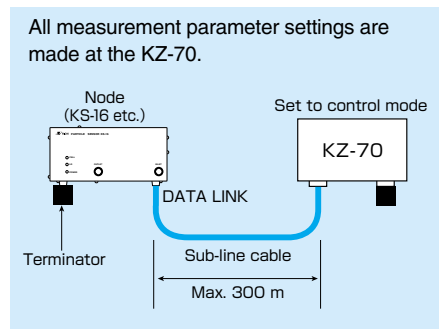 All measurement parameter settings are
made at the KZ-70.
Node
(KS-16 etc.)
Set to control mode
KZ-70
DATA LINK
Terminator
Sub-line cable
Max. 300 m